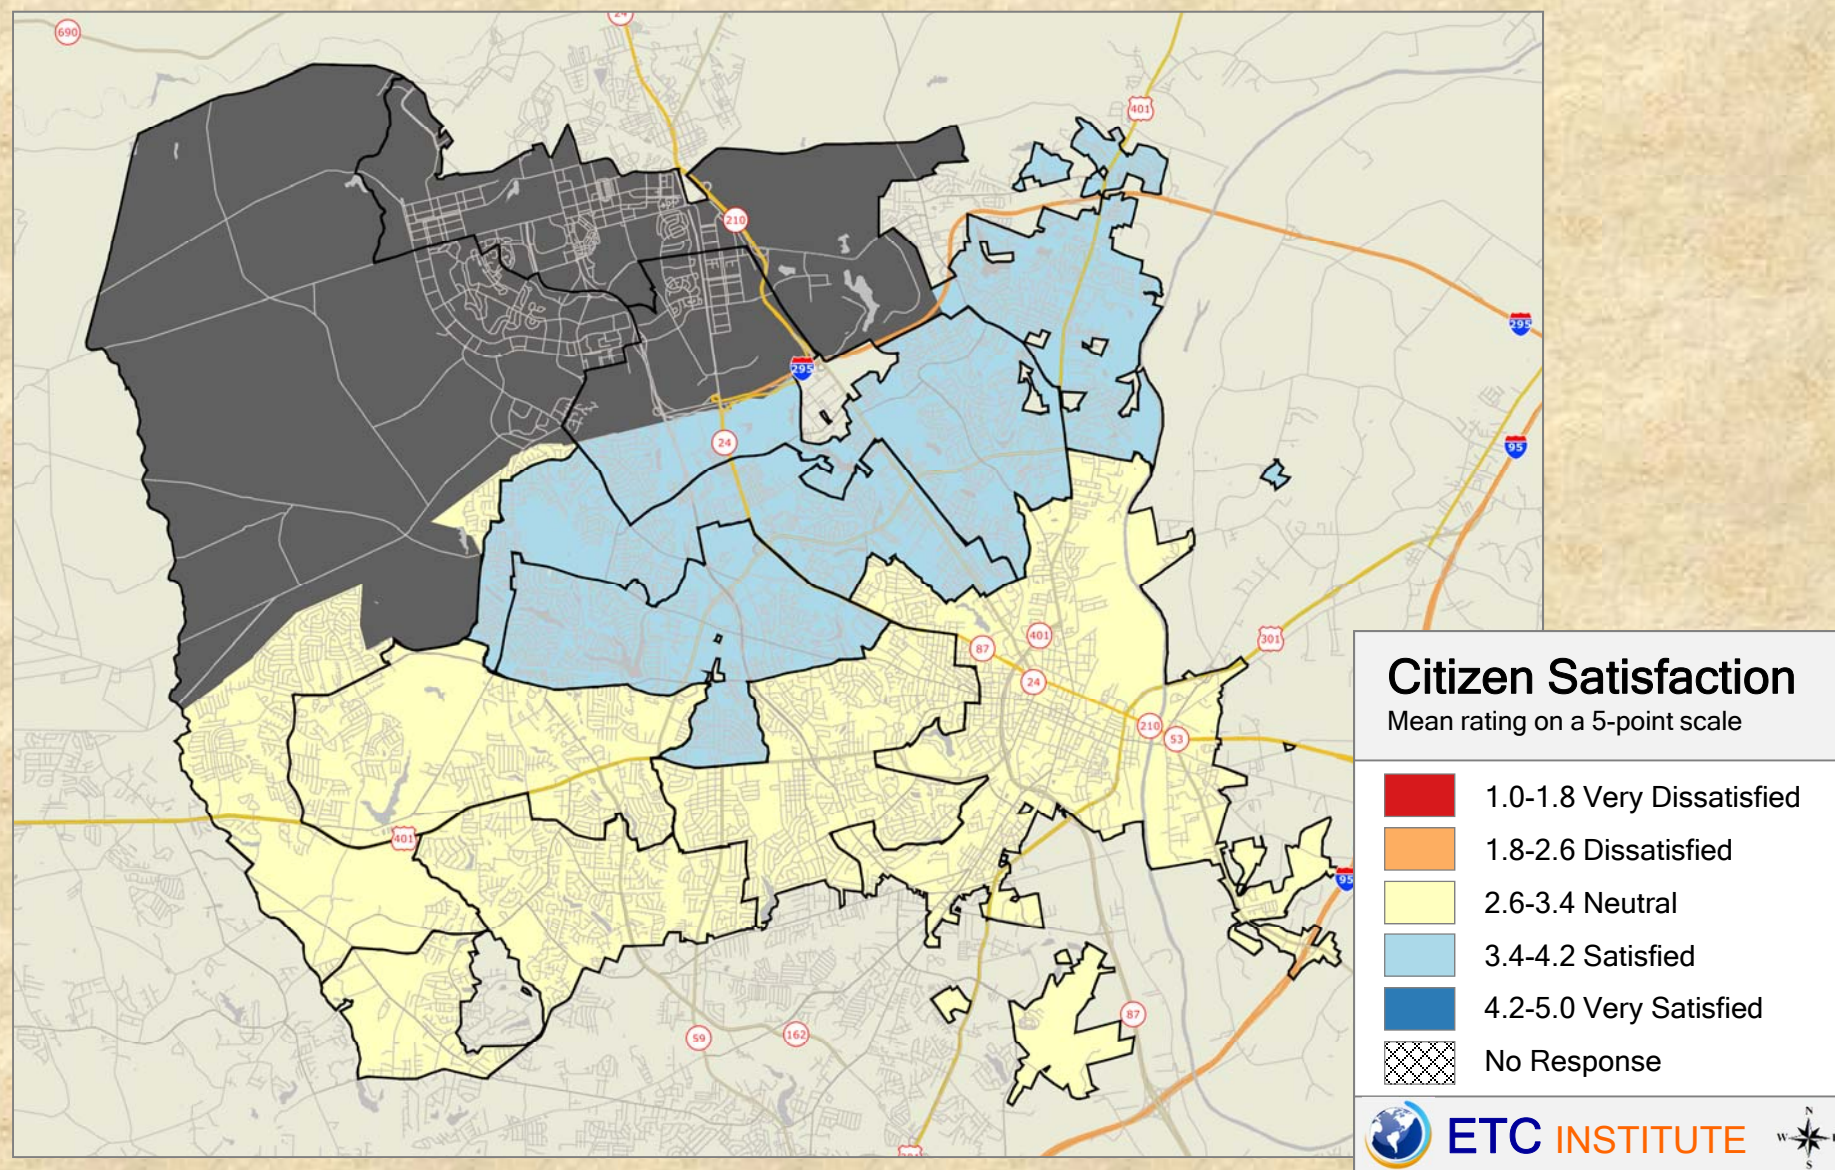 690
24
401
210
295
295
24
95
87
401
301
24
210
53
401
95
87
59
162
Citizen Satisfaction
Mean rating on a 5-point scale
1.0-1.8 Very Dissatisfied
1.8-2.6 Dissatisfied
2.6-3.4 Neutral
3.4-4.2 Satisfied
4.2-5.0 Very Satisfied
No Response
ETC INSTITUTE
N
W
S